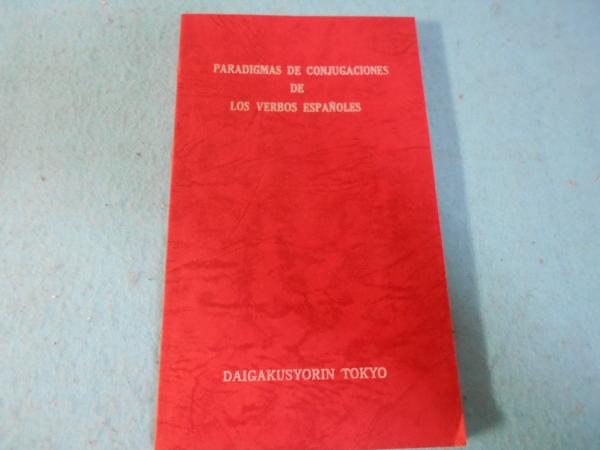 PARADIGMAS DE CONJUGACIONES
DE
LOS VERBOS ESPAÑOLES
DAIGAKUSYORIN TOKYO